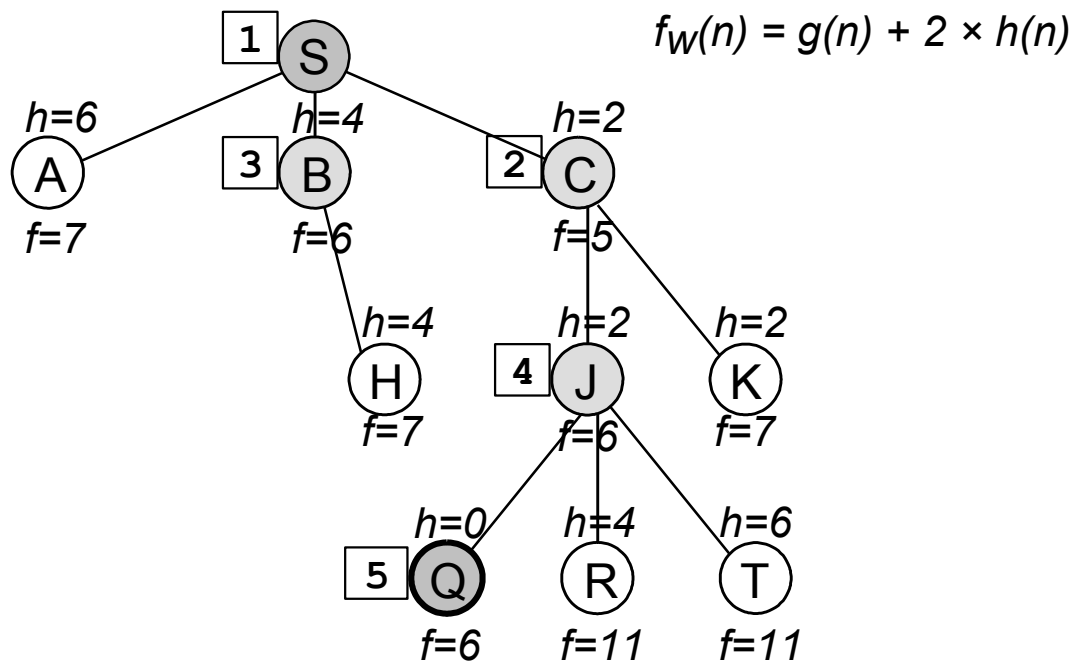 f_W(n) = g(n) + 2 × h(n)
1
S
h=6
h=4
h=2
A
3
B
2
C
f=7
f=6
f=5
h=4
h=2
h=2
H
4
J
K
f=7
f=6
f=7
h=0
h=4
h=6
5
Q
R
T
f=6
f=11
f=11